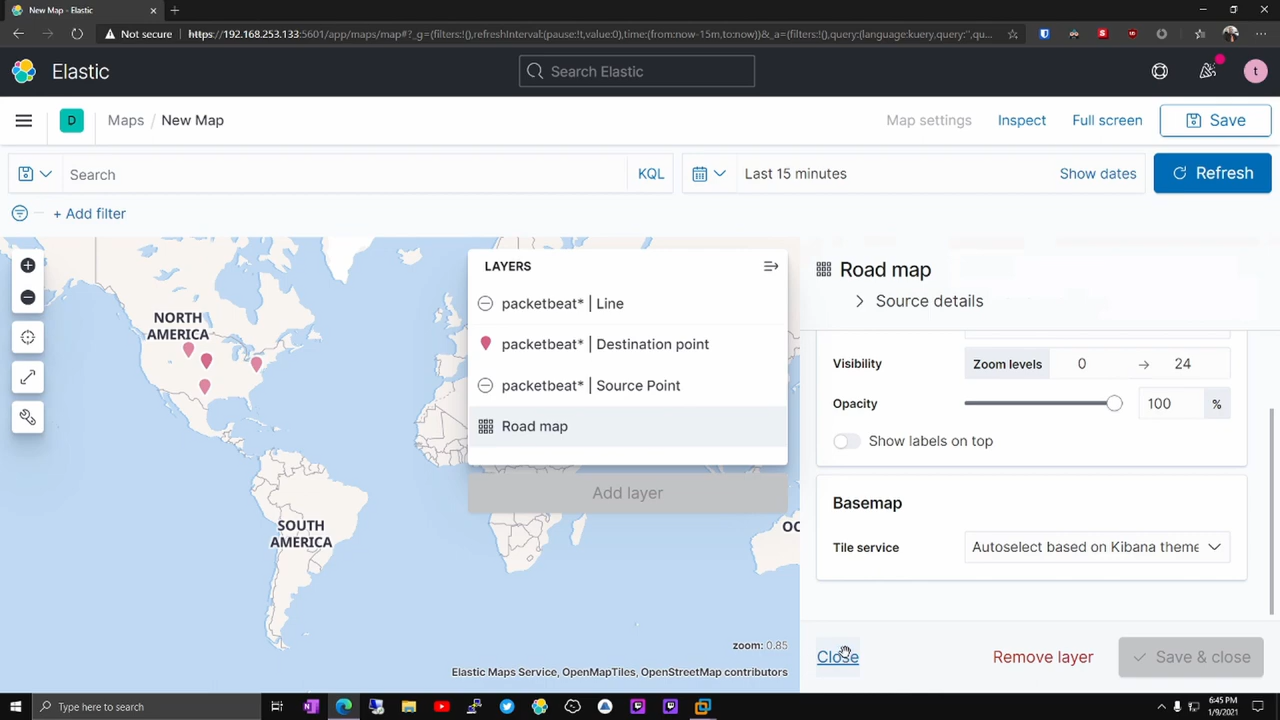 New Map - Elastic
Not secure
https://192.168.253.133:5601/app/maps/map#?_g=(filters:!(),refreshInterval:(pause:!t,value:0),time:(from:now-15m,to:now))&_a=(filters:!(),query:(language:kuery,query:'',qu...
Elastic
Search Elastic
t
D
Maps / New Map
Map settings
Inspect
Full screen
Save
Search
KQL
Last 15 minutes
Show dates
Refresh
+ Add filter
NORTH
AMERICA
SOUTH
AMERICA
OC
LAYERS
packetbeat* | Line
packetbeat* | Destination point
packetbeat* | Source Point
Road map
Add layer
zoom: 0.85
Elastic Maps Service, OpenMapTiles, OpenStreetMap contributors
Road map
Source details
Visibility
Zoom levels
0 → 24
Opacity
100 %
Show labels on top
Basemap
Tile service
Autoselect based on Kibana theme
Close
Remove layer
Save & close
Type here to search
6:45 PM
1/9/2021